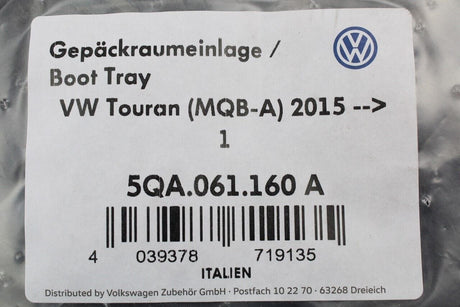 Gepäckraumeinlage /
Boot Tray
VW Touran (MQB-A) 2015 -->
1
5QA.061.160 A
4 039378 719135
ITALIEN
Distributed by Volkswagen Zubehör GmbH · Postfach 10 22 70 · 63268 Dreieich